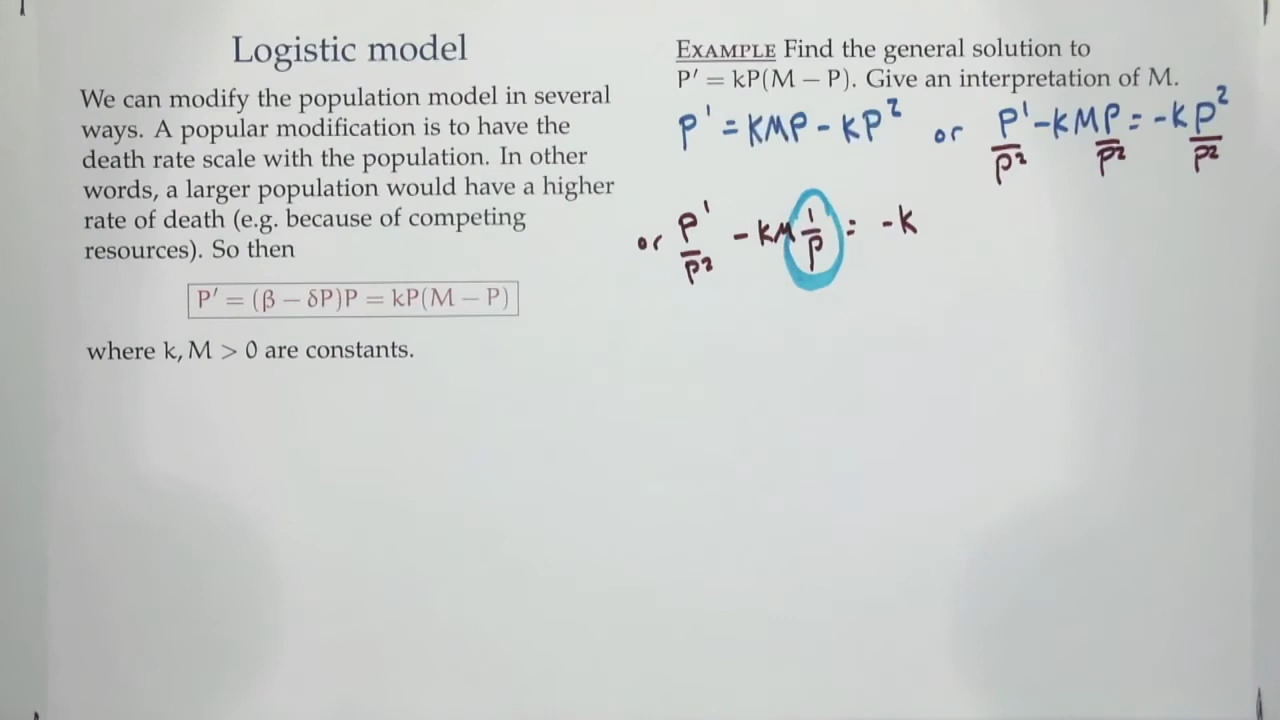 Logistic model
We can modify the population model in several
ways. A popular modification is to have the
death rate scale with the population. In other
words, a larger population would have a higher
rate of death (e.g. because of competing
resources). So then
P′ = (β − δP)P = kP(M − P)
where k, M > 0 are constants.
EXAMPLE Find the general solution to
P′ = kP(M − P). Give an interpretation of M.
P' = KMP - KP² or P'/P² - KMP/P² = -KP²/P²
or P'/P² - KM 1/P = -K